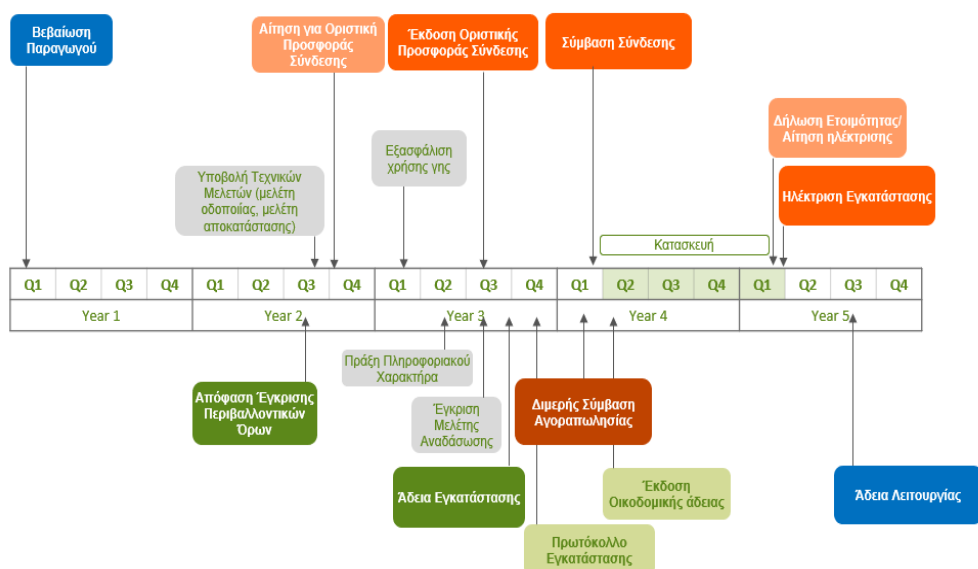 Βεβαίωση
Παραγωγού
Αίτηση για Οριστική
Προσφοράς
Σύνδεσης
Έκδοση Οριστικής
Προσφοράς Σύνδεσης
Σύμβαση Σύνδεσης
Δήλωση Ετοιμότητας/
Αίτηση ηλέκτρισης
Εξασφάλιση
χρήσης γης
Υποβολή Τεχνικών
Μελετών (μελέτη
οδοποιίας, μελέτη
αποκατάστασης)
Ηλέκτριση Εγκατάστασης
Κατασκευή
Q1 Q2 Q3 Q4 Q1 Q2 Q3 Q4 Q1 Q2 Q3 Q4 Q1 Q2 Q3 Q4 Q1 Q2 Q3 Q4
Year 1 Year 2 Year 3 Year 4 Year 5
Πράξη Πληροφοριακού
Χαρακτήρα
Απόφαση Έγκρισης
Περιβαλλοντικών
Όρων
Έγκριση
Μελέτης
Αναδάσωσης
Διμερής Σύμβαση
Αγοραπωλησίας
Άδεια Εγκατάστασης
Έκδοση
Οικοδομικής άδειας
Άδεια Λειτουργίας
Πρωτόκολλο
Εγκατάστασης